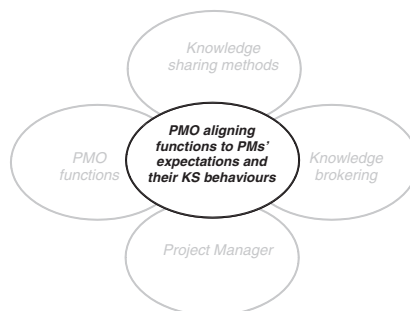 Knowledge
sharing methods
PMO aligning
functions to PMs’
expectations and
their KS behaviours
PMO
functions
Knowledge
brokering
Project Manager